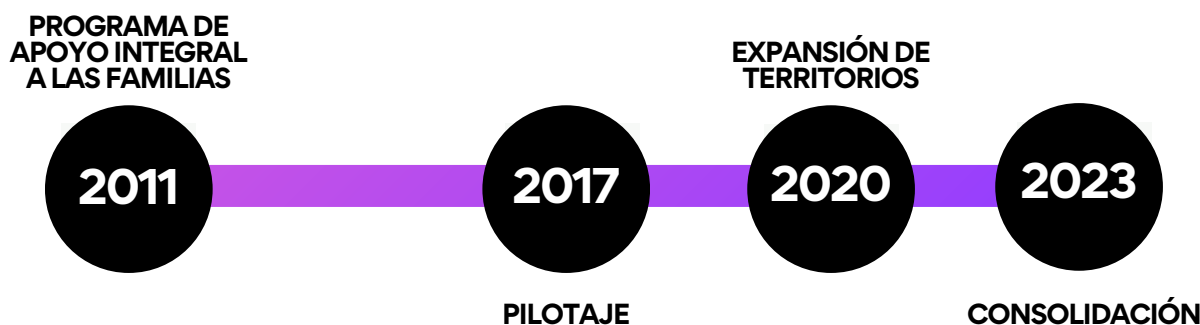 PROGRAMA DE
APOYO INTEGRAL
A LAS FAMILIAS
2011
2017
PILOTAJE
EXPANSIÓN DE
TERRITORIOS
2020
2023
CONSOLIDACIÓN